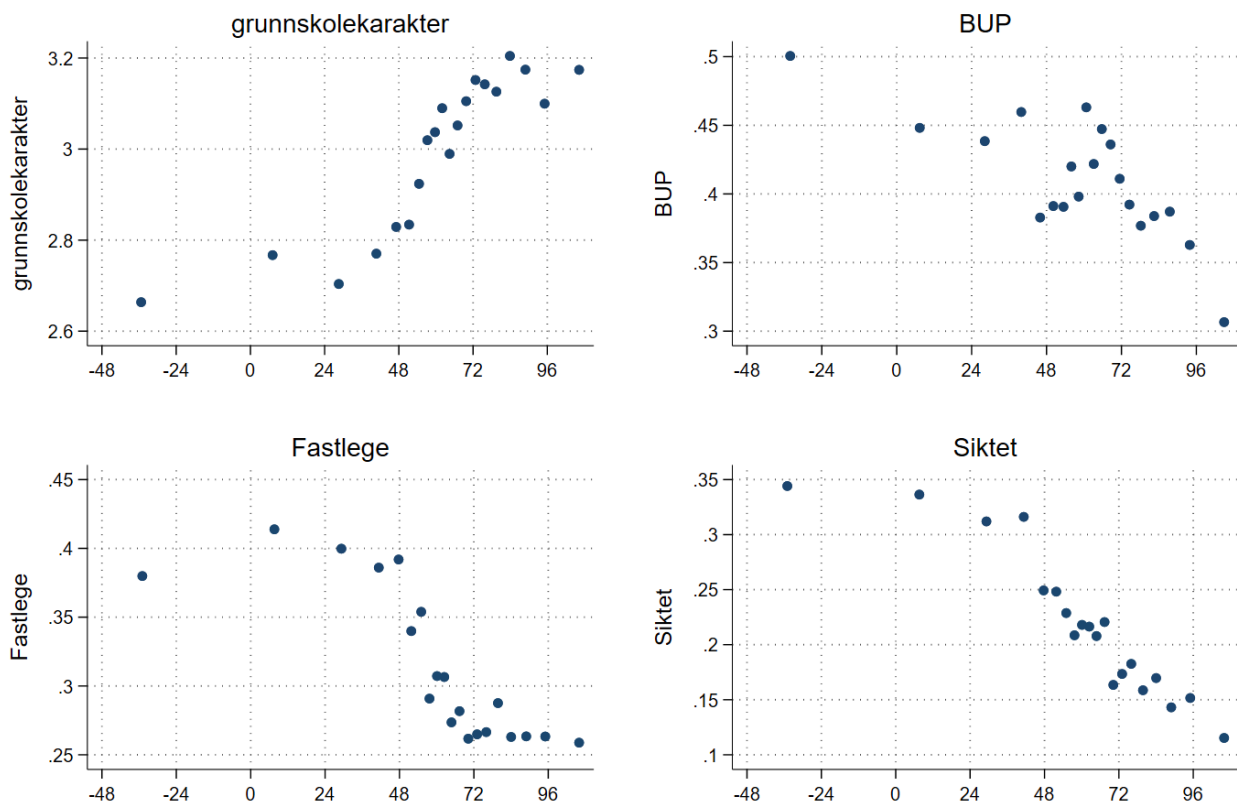 grunnskolekarakter
grunnskolekarakter
3.2
3
2.8
2.6
-48 -24 0 24 48 72 96
BUP
BUP
.5
.45
.4
.35
.3
-48 -24 0 24 48 72 96
Fastlege
Fastlege
.45
.4
.35
.3
.25
-48 -24 0 24 48 72 96
Siktet
Siktet
.35
.3
.25
.2
.15
.1
-48 -24 0 24 48 72 96